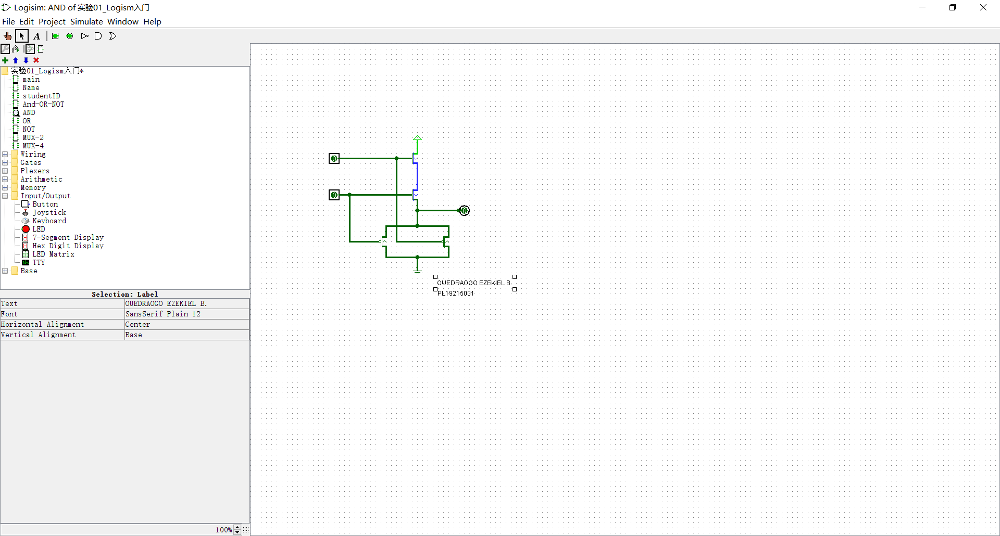 Logisim: AND of 实验01_Logism入门
File Edit Project Simulate Window Help
A
实验01_Logism入门*
main
Name
studentID
And-OR-NOT
AND
OR
NOT
MUX-2
MUX-4
Wiring
Gates
Plexers
Arithmetic
Memory
Input/Output
Button
Joystick
Keyboard
LED
7-Segment Display
Hex Digit Display
LED Matrix
TTY
Base
Selection: Label
Text OUEDRAOGO EZEKIEL B.
Font SansSerif Plain 12
Horizontal Alignment Center
Vertical Alignment Base
100%
0
0
0
OUEDRAOGO EZEKIEL B.
PL19215001